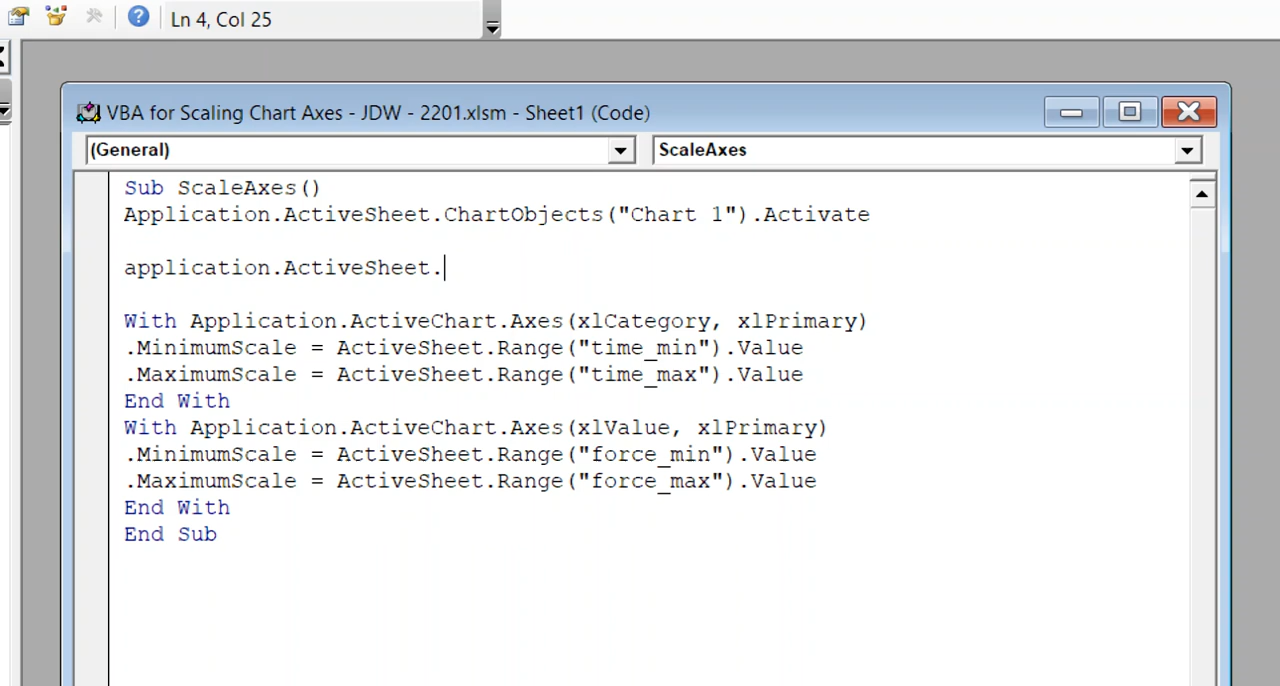 Ln 4, Col 25
VBA for Scaling Chart Axes - JDW - 2201.xlsm - Sheet1 (Code)
(General)
ScaleAxes
Sub ScaleAxes()
Application.ActiveSheet.ChartObjects("Chart 1").Activate
application.ActiveSheet.
With Application.ActiveChart.Axes(xlCategory, xlPrimary)
.MinimumScale = ActiveSheet.Range("time_min").Value
.MaximumScale = ActiveSheet.Range("time_max").Value
End With
With Application.ActiveChart.Axes(xlValue, xlPrimary)
.MinimumScale = ActiveSheet.Range("force_min").Value
.MaximumScale = ActiveSheet.Range("force_max").Value
End With
End Sub